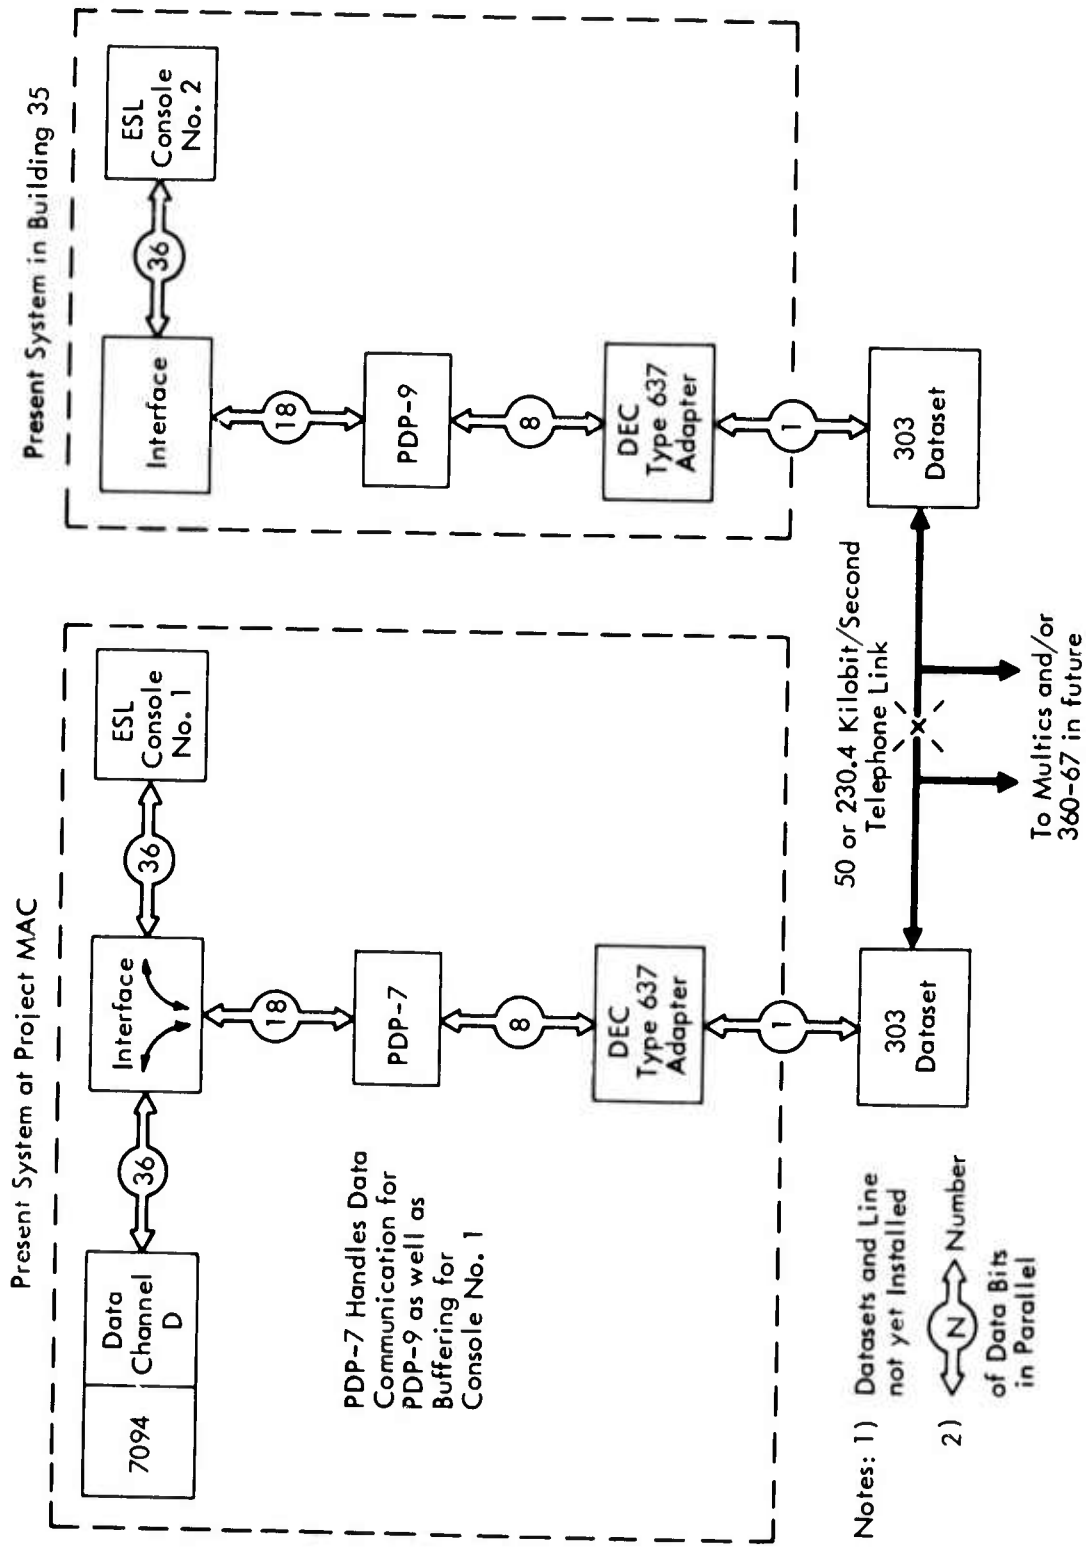 Present System at Project MAC
7094
Data
Channel
D
36
Interface
36
ESL
Console
No. 1
18
PDP-7
8
DEC
Type 637
Adapter
1
303
Dataset
PDP-7 Handles Data
Communication for
PDP-9 as well as
Buffering for
Console No. 1
Present System in Building 35
Interface
36
ESL
Console
No. 2
18
PDP-9
8
DEC
Type 637
Adapter
1
303
Dataset
50 or 230.4 Kilobit/Second
Telephone Link
X
To Multics and/or
360-67 in future
Notes: 1) Datasets and Line
not yet Installed
2) N Number
of Data Bits
in Parallel